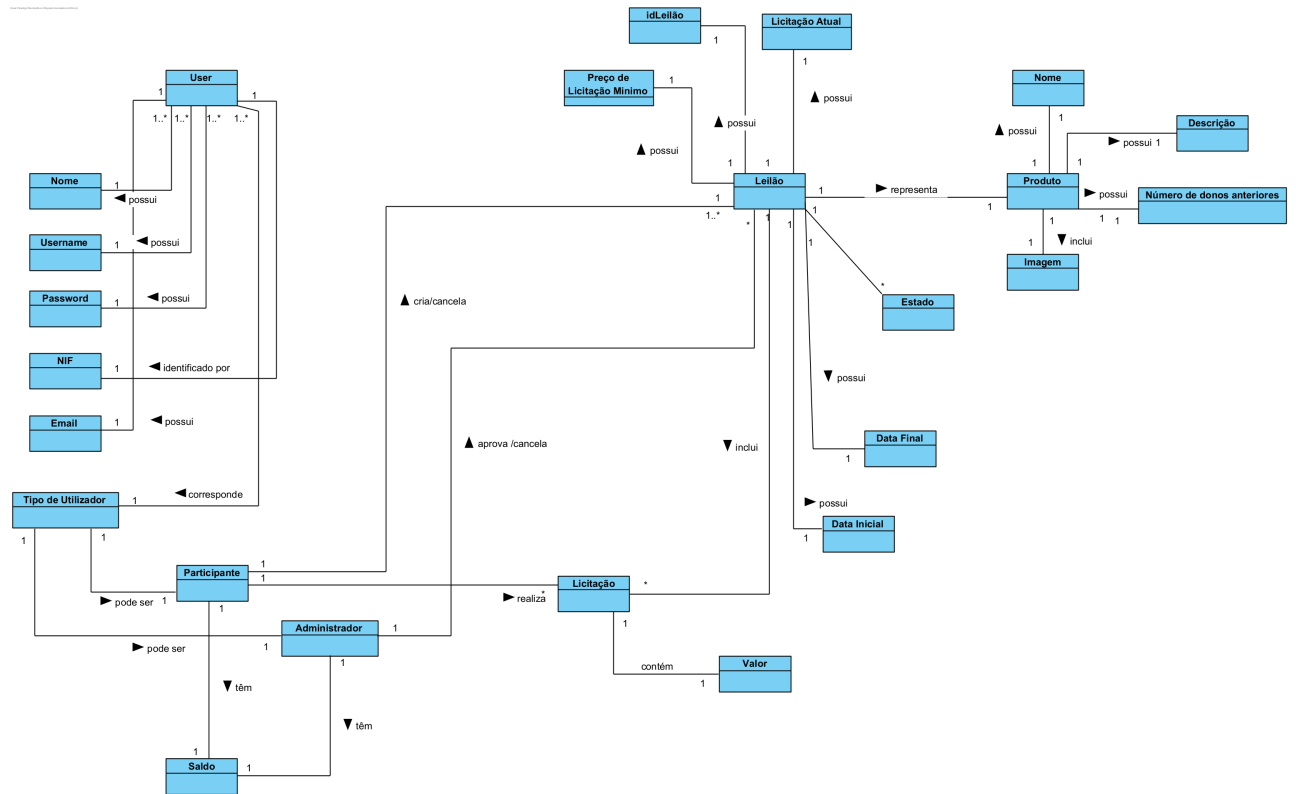 idLeilão
1
Licitação Atual
1
▲ possui
Preço de
Licitação Minimo
1
▲ possui
▲ possui
User
1
1
1..*
1..*
1..*
1..*
Nome
1
▲ possui
Descrição
► possui 1
1
Nome
1
◄ possui
Leilão
1
1
1
► representa
1
Produto
1
► possui
1
1
Número de donos anteriores
Username
1
◄ possui
1
▼ inclui
1
Imagem
Password
1
◄ possui
1
1..*
*
1
1
1
1
▲ cria/cancela
*
Estado
NIF
1
◄ identificado por
▼ possui
Email
1
◄ possui
▲ aprova /cancela
▼ inclui
Data Final
1
Tipo de Utilizador
1
◄ corresponde
► possui
Data Inicial
1
1
1
Participante
1
1
► pode ser
1
1
► realiza
*
Licitação
*
1
Administrador
1
► pode ser
1
1
contém
Valor
1
▼ têm
▼ têm
1
Saldo
1